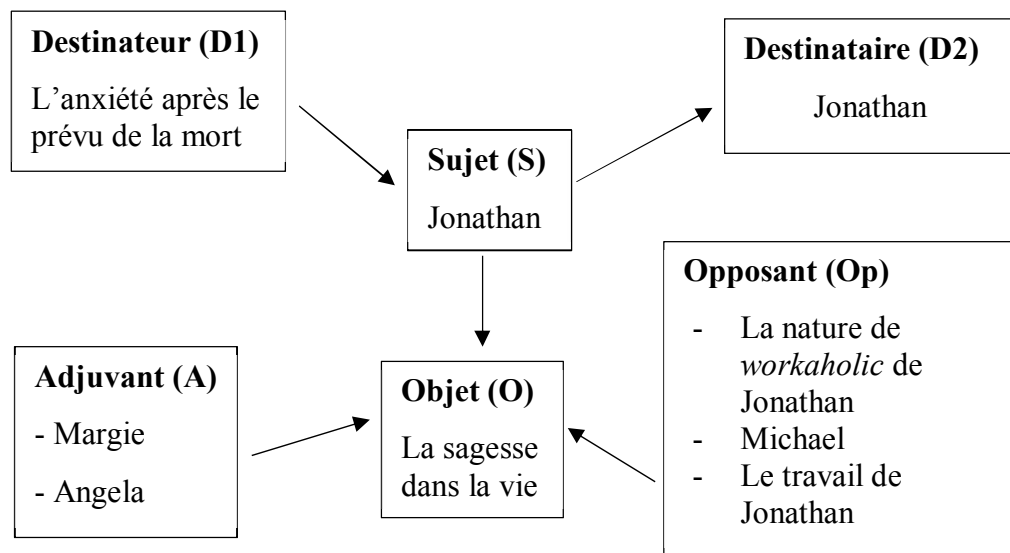 Destinateur (D1)
L’anxiété après le
prévu de la mort
Destinataire (D2)
Jonathan
Sujet (S)
Jonathan
Opposant (Op)
- La nature de
workaholic de
Jonathan
- Michael
- Le travail de
Jonathan
Adjuvant (A)
- Margie
- Angela
Objet (O)
La sagesse
dans la vie